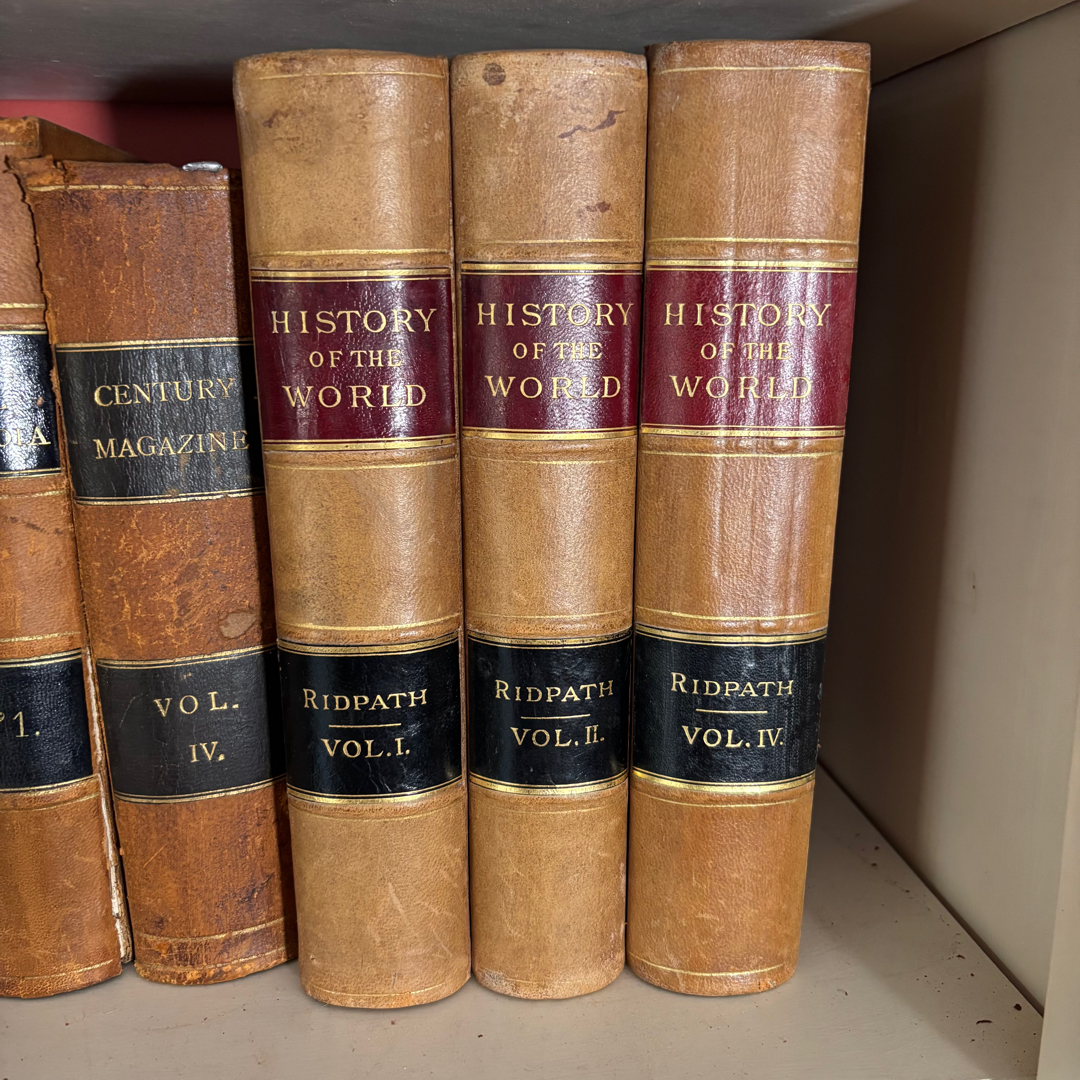 1.
CENTURY
MAGAZINE
VOL.
IV.
HISTORY
OF THE
WORLD
RIDPATH
VOL. I.
HISTORY
OF THE
WORLD
RIDPATH
VOL. II.
HISTORY
OF THE
WORLD
RIDPATH
VOL. IV.